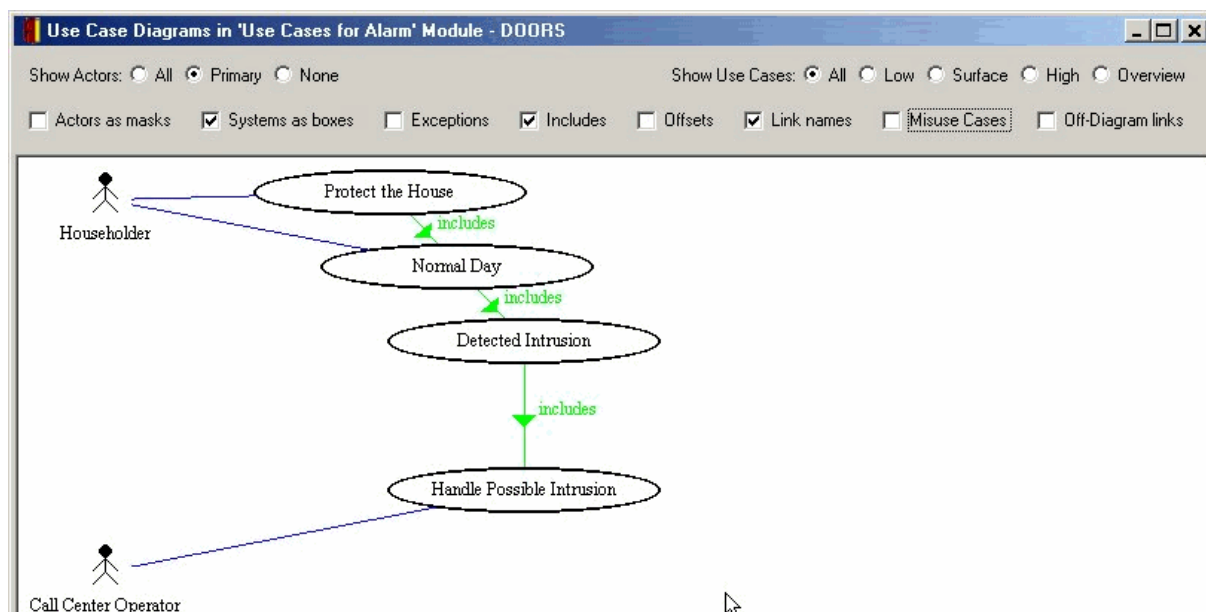 Use Case Diagrams in 'Use Cases for Alarm' Module - DOORS
Show Actors: All Primary None Show Use Cases: All Low Surface High Overview
Actors as masks Systems as boxes Exceptions Includes Offsets Link names Misuse Cases Off-Diagram links
Protect the House
includes
Householder
Normal Day
includes
Detected Intrusion
includes
Handle Possible Intrusion
Call Center Operator